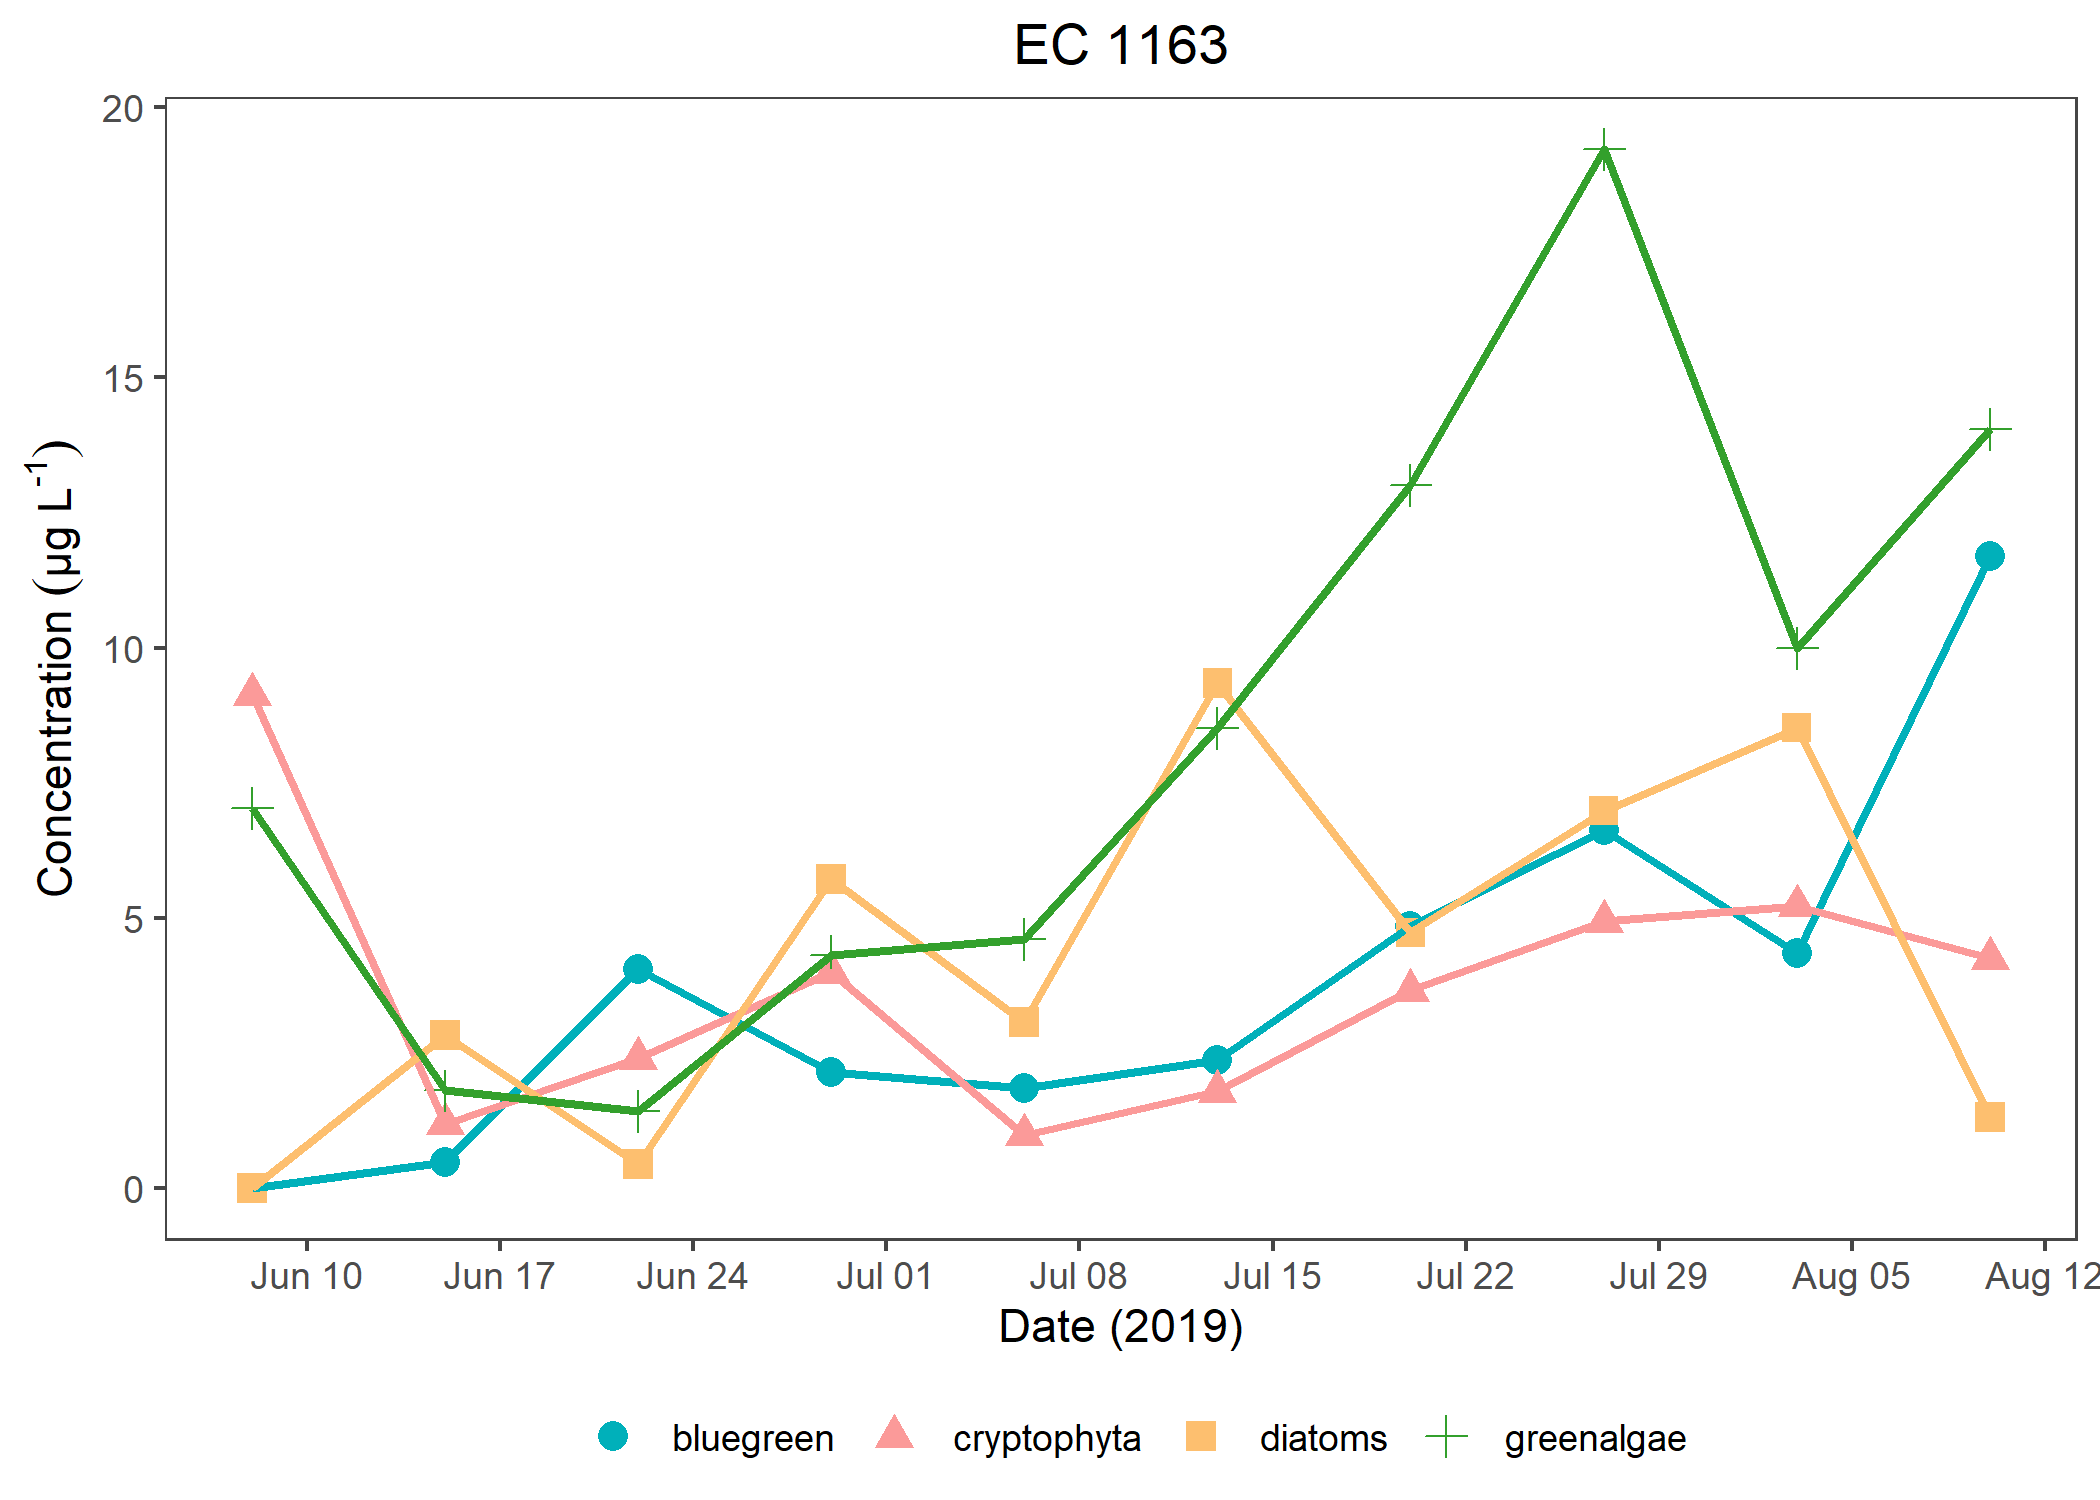 EC 1163
20
15
10
5
0
Concentration (µg L⁻¹)
Jun 10 Jun 17 Jun 24 Jul 01 Jul 08 Jul 15 Jul 22 Jul 29 Aug 05 Aug 12
Date (2019)
bluegreen cryptophyta diatoms greenalgae